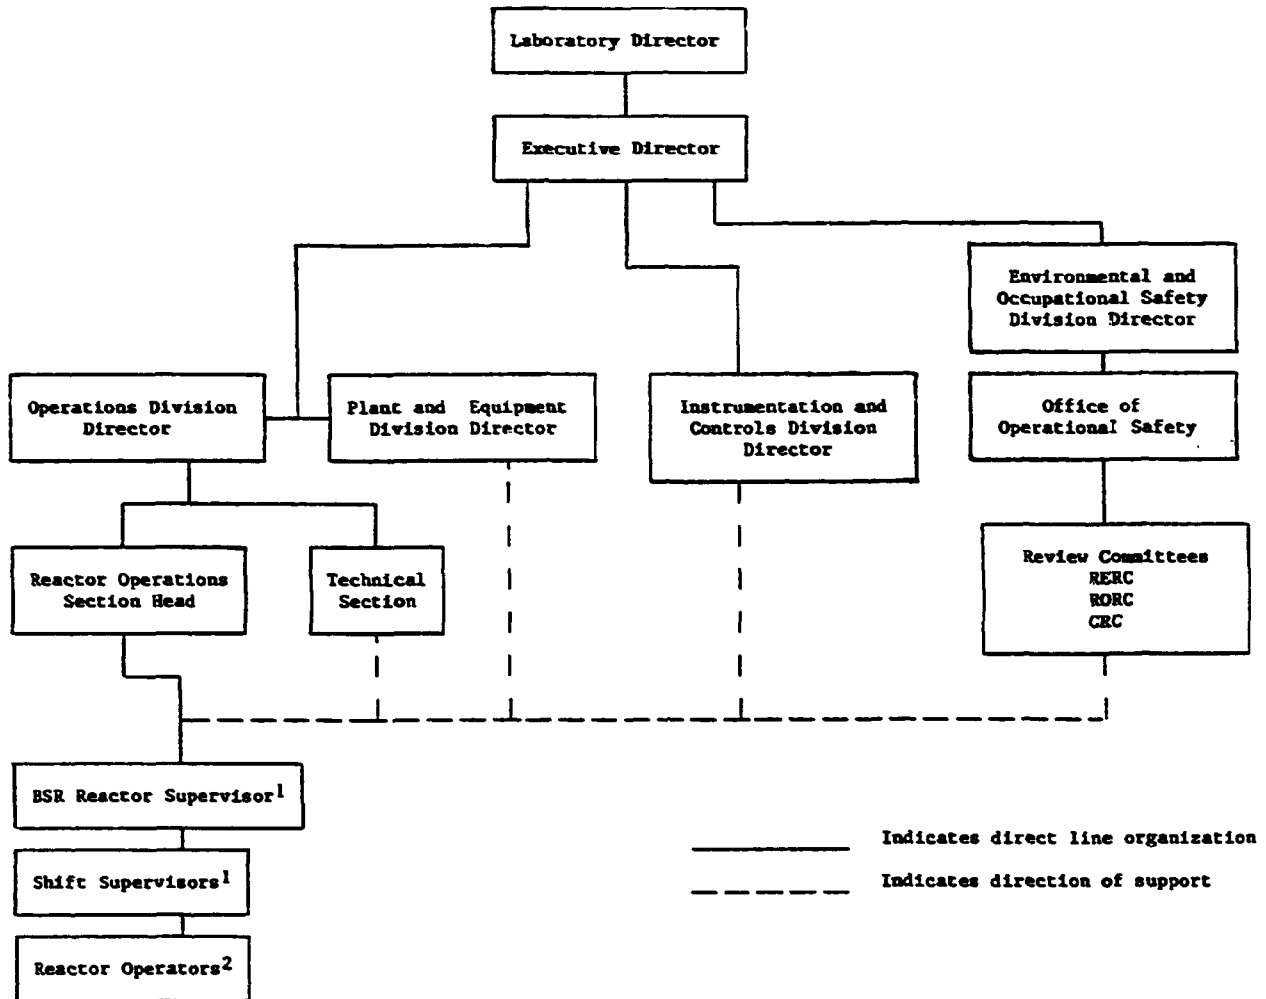 Laboratory Director
Executive Director
Environmental and
Occupational Safety
Division Director
Operations Division
Director
Plant and Equipment
Division Director
Instrumentation and
Controls Division
Director
Office of
Operational Safety
Reactor Operations
Section Head
Technical
Section
Review Committees
RERC
RORC
CRC
BSR Reactor Supervisor1
Shift Supervisors1
Reactor Operators2
Indicates direct line organization
Indicates direction of support